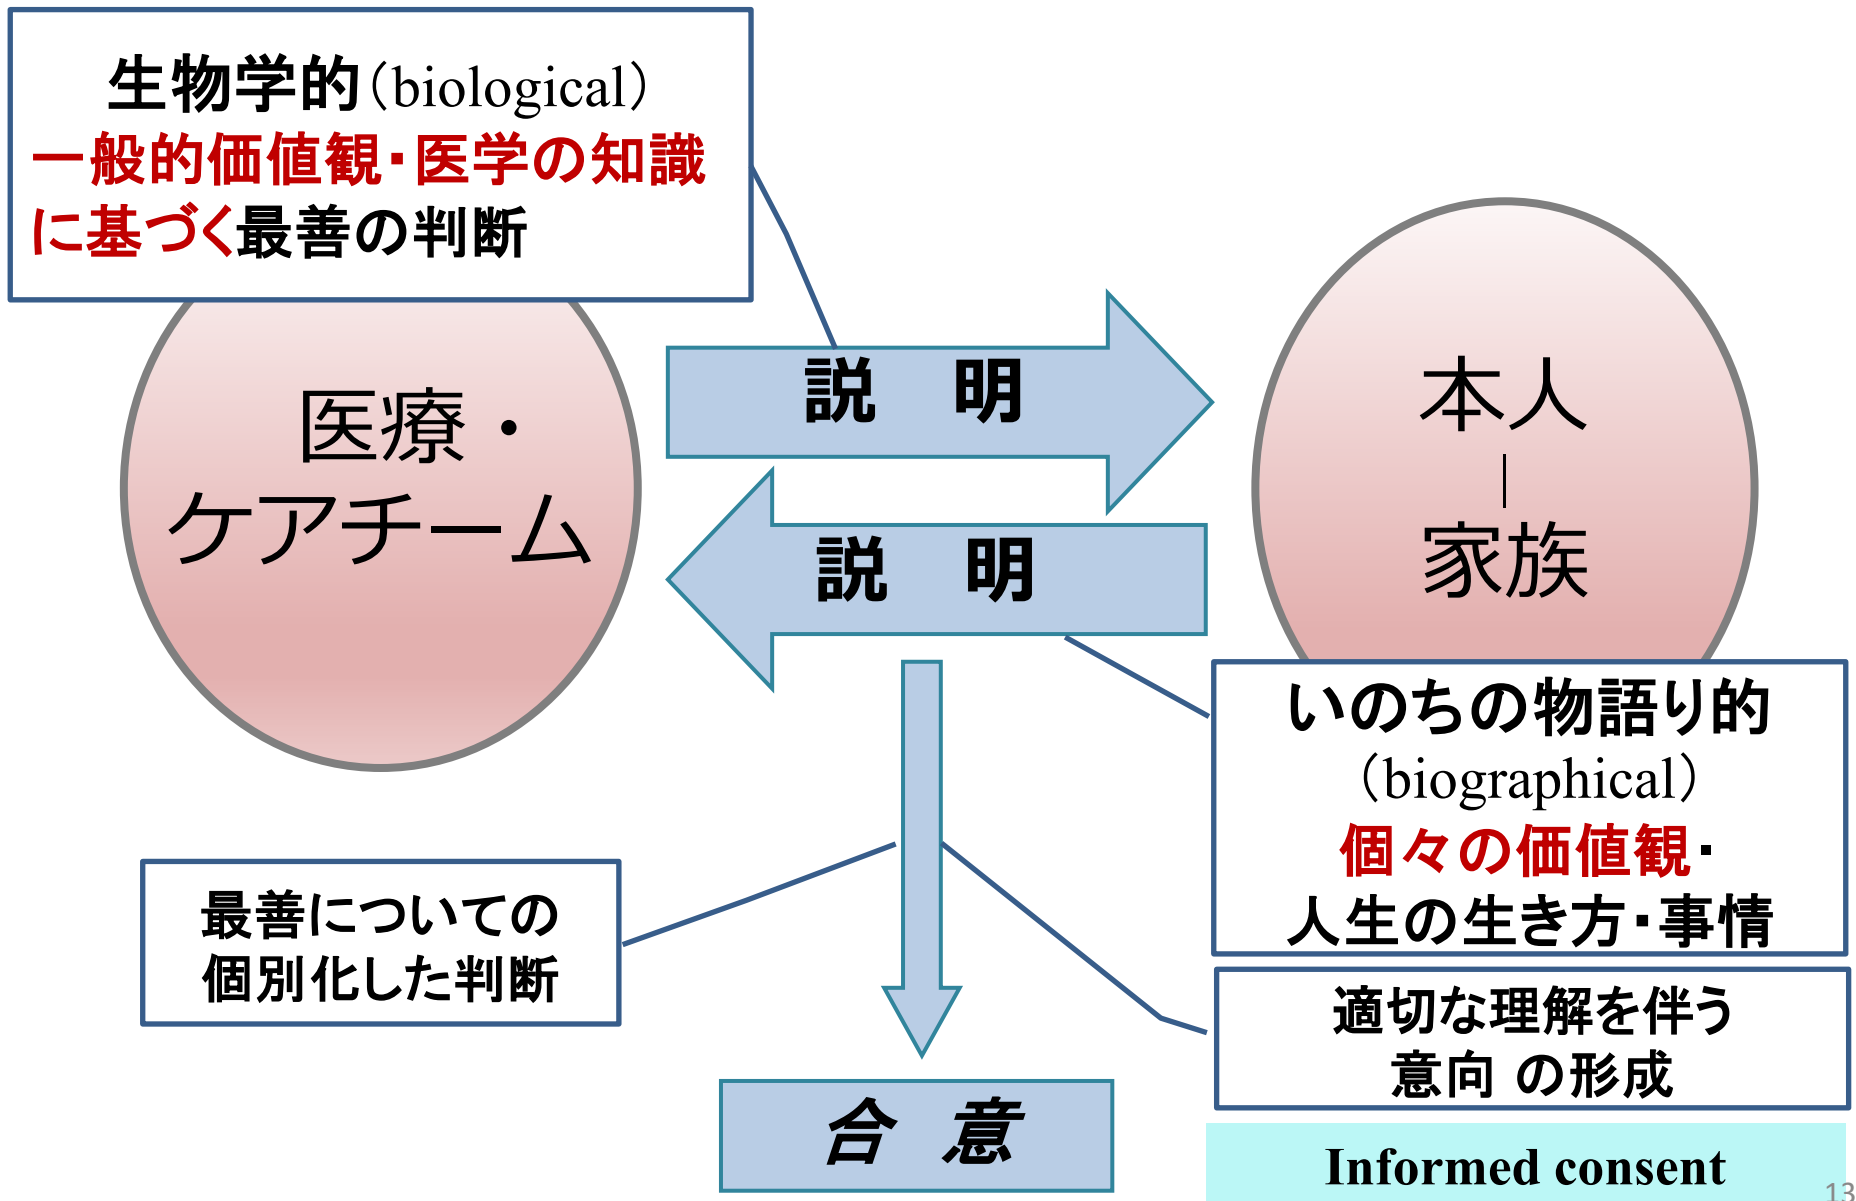 生物学的（biological）
一般的価値観・医学の知識
に基づく最善の判断
医療・
ケアチーム
説　明
説　明
本人
｜
家族
いのちの物語り的
（biographical）
個々の価値観・
人生の生き方・事情
最善についての
個別化した判断
適切な理解を伴う
意向 の形成
合　意
Informed consent
13